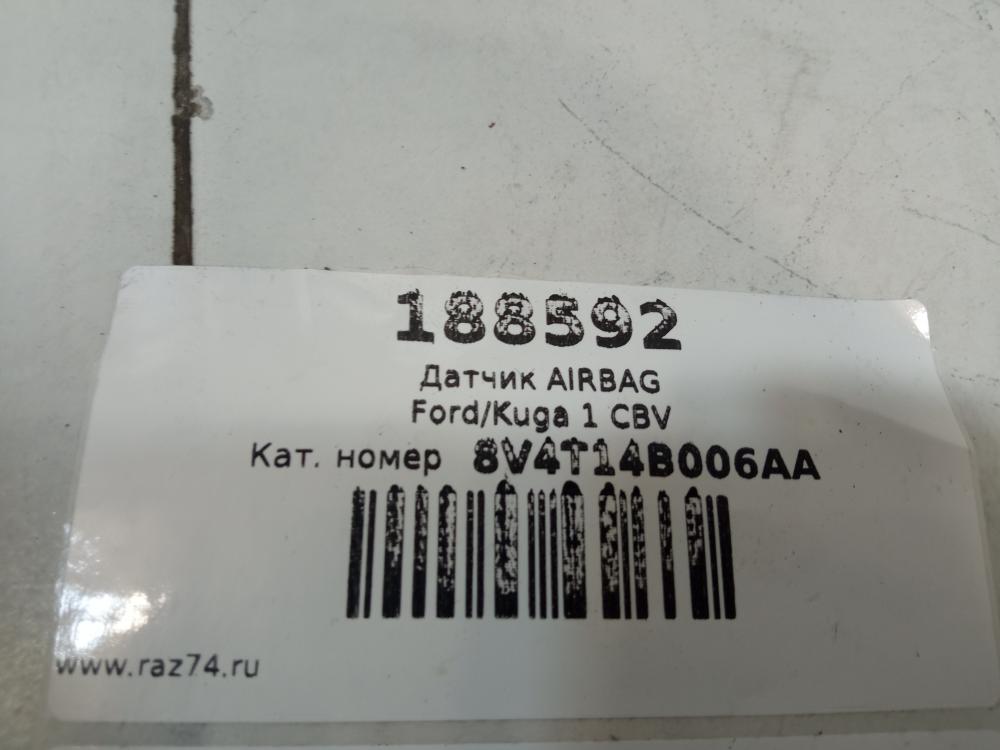 188592
Датчик AIRBAG
Ford/Kuga 1 CBV
Кат. номер 8V4T14B006AA
www.raz74.ru